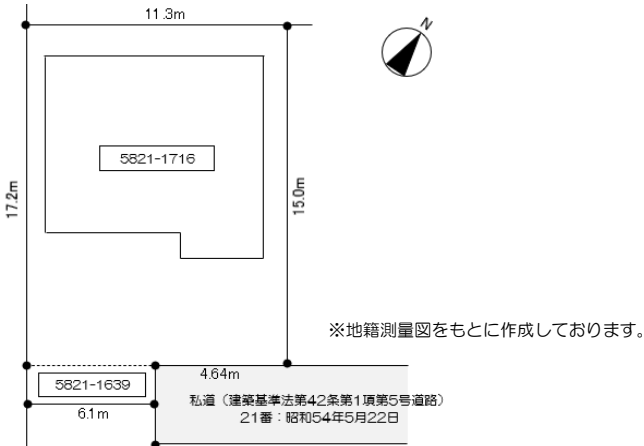 11.3m
N
5821-1716
17.2m
15.0m
※地籍測量図をもとに作成しております。
4.64m
5821-1639
私道（建築基準法第42条第1項第5号道路）
6.1m
21番：昭和54年5月22日